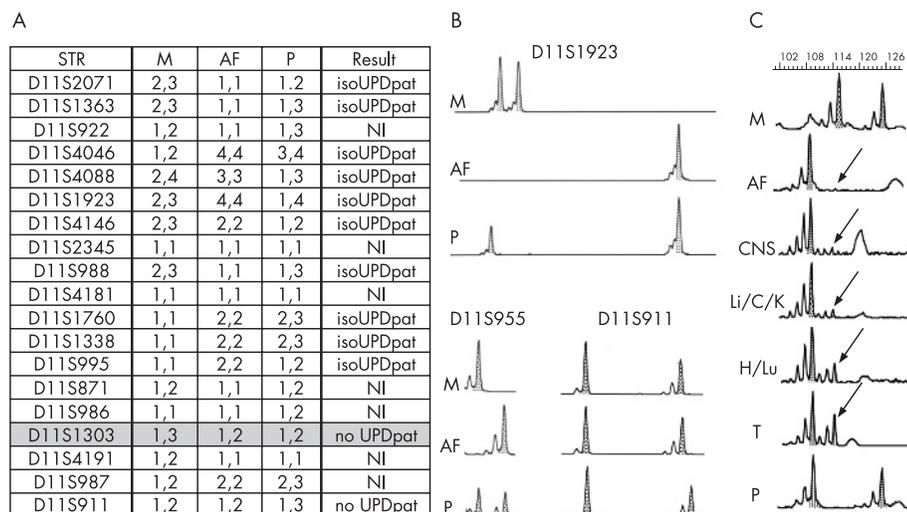 A
STR M AF P Result
D11S2071 2,3 1,1 1.2 isoUPDpat
D11S1363 2,3 1,1 1,3 isoUPDpat
D11S922 1,2 1,1 1,3 NI
D11S4046 1,2 4,4 3,4 isoUPDpat
D11S4088 2,4 3,3 1,3 isoUPDpat
D11S1923 2,3 4,4 1,4 isoUPDpat
D11S4146 2,3 2,2 1,2 isoUPDpat
D11S2345 1,1 1,1 1,1 NI
D11S988 2,3 1,1 1,3 isoUPDpat
D11S4181 1,1 1,1 1,1 NI
D11S1760 1,1 2,2 2,3 isoUPDpat
D11S1338 1,1 2,2 2,3 isoUPDpat
D11S995 1,1 2,2 1,2 isoUPDpat
D11S871 1,2 1,1 1,2 NI
D11S986 1,1 1,1 1,2 NI
D11S1303 1,3 1,2 1,2 no UPDpat
D11S4191 1,2 1,1 1,1 NI
D11S987 1,2 2,2 2,3 NI
D11S911 1,2 1,2 1,3 no UPDpat
B
D11S1923
M
AF
P
D11S955 D11S911
M
AF
P
C
102 108 114 120 126
M
AF
CNS
Li/C/K
H/Lu
T
P